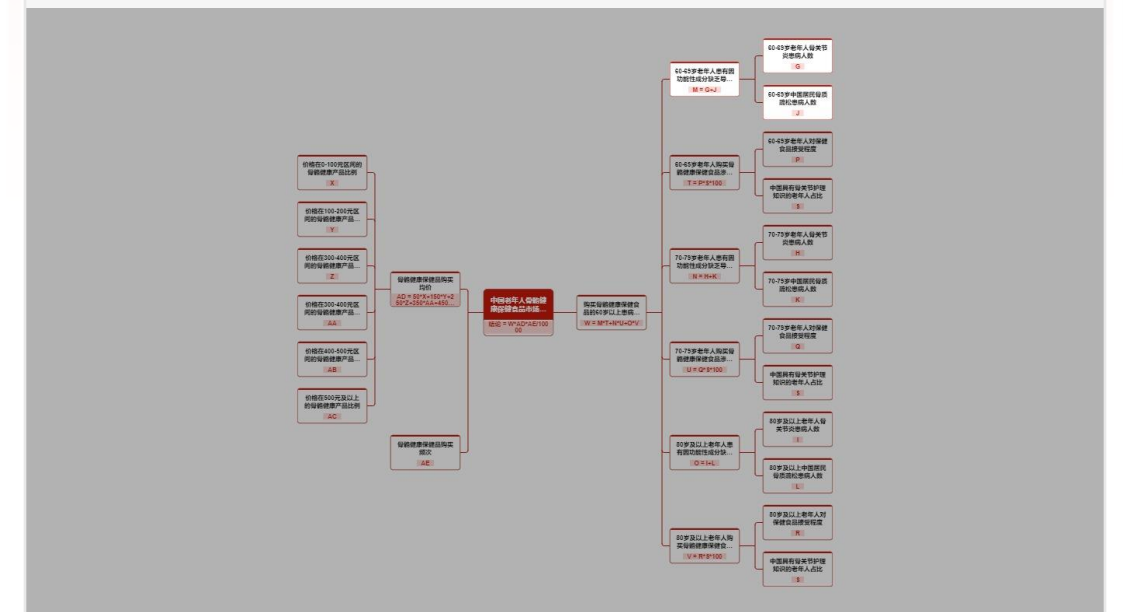 价格在0-100元区间的
骨骼健康产品比例
X
价格在100-200元区
间的骨骼健康产品...
Y
价格在300-400元区
间的骨骼健康产品...
Z
价格在300-400元区
间的骨骼健康产品...
AA
价格在400-500元区
间的骨骼健康产品...
AB
价格在500元及以上
的骨骼健康产品比例
AC
骨骼健康保健品购买
均价
AD = 50*X+150*Y+2
50*Z+350*AA+450...
骨骼健康保健品购买
频次
AE
中国老年人骨骼健
康保健食品市场...
结论 = W*AD*AE/100
00
购买骨骼健康保健食
品的60岁以上患病...
W = M*T+N*U+O*V
60-69岁老年人患有因
功能性成分缺乏导...
M = G+J
60-69岁老年人骨关节
炎患病人数
G
60-69岁中国居民骨质
疏松患病人数
J
60-69岁老年人购买骨
骼健康保健食品渗...
T = P*S*100
60-69岁老年人对保健
食品接受程度
P
中国具有骨关节护理
知识的老年人占比
S
70-79岁老年人患有因
功能性成分缺乏导...
N = H+K
70-79岁老年人骨关节
炎患病人数
H
70-79岁中国居民骨质
疏松患病人数
K
70-79岁老年人购买骨
骼健康保健食品渗...
U = Q*S*100
70-79岁老年人对保健
食品接受程度
Q
中国具有骨关节护理
知识的老年人占比
S
80岁及以上老年人患
有因功能性成分缺...
O = I+L
80岁及以上老年人骨
关节炎患病人数
I
80岁及以上中国居民
骨质疏松患病人数
L
80岁及以上老年人购
买骨骼健康保健食...
V = R*S*100
80岁及以上老年人对
保健食品接受程度
R
中国具有骨关节护理
知识的老年人占比
S